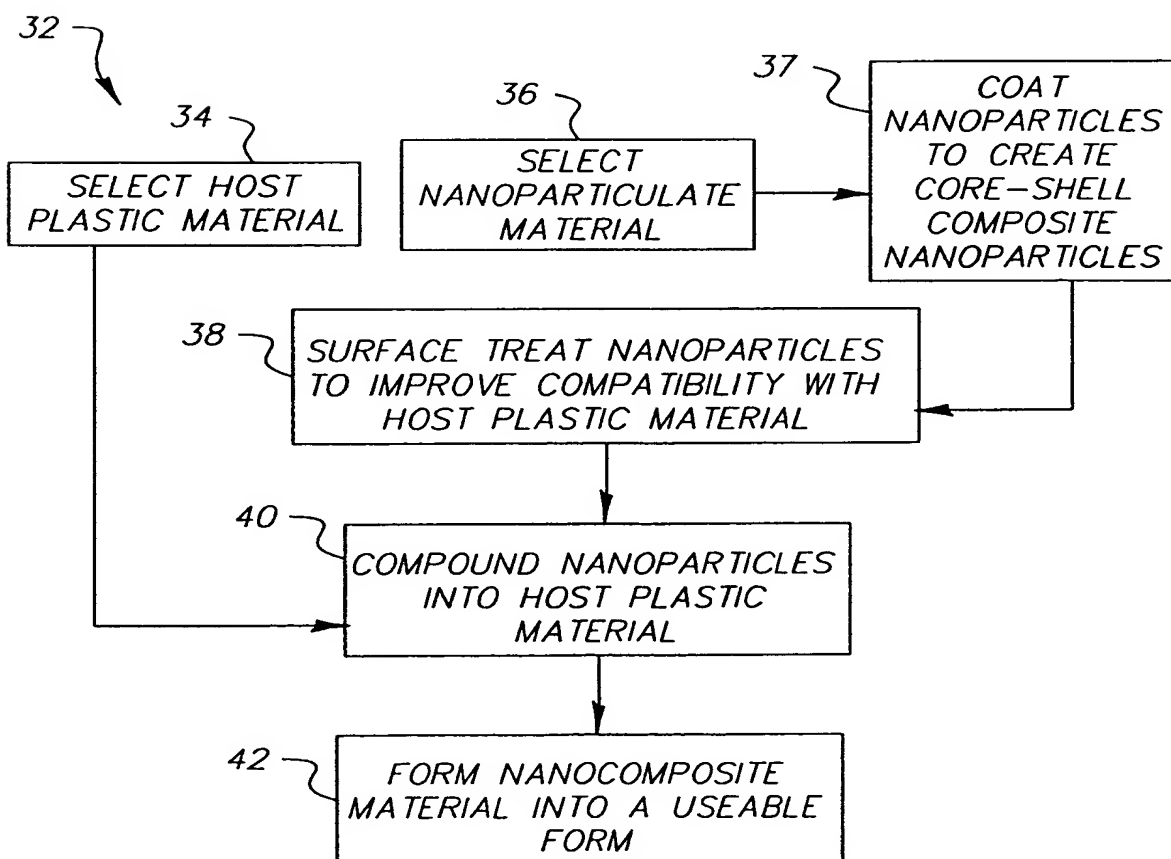 32
34
SELECT HOST
PLASTIC MATERIAL
36
SELECT
NANOPARTICULATE
MATERIAL
37
COAT
NANOPARTICLES
TO CREATE
CORE-SHELL
COMPOSITE
NANOPARTICLES
38
SURFACE TREAT NANOPARTICLES
TO IMPROVE COMPATIBILITY WITH
HOST PLASTIC MATERIAL
40
COMPOUND NANOPARTICLES
INTO HOST PLASTIC
MATERIAL
42
FORM NANOCOMPOSITE
MATERIAL INTO A USEABLE
FORM